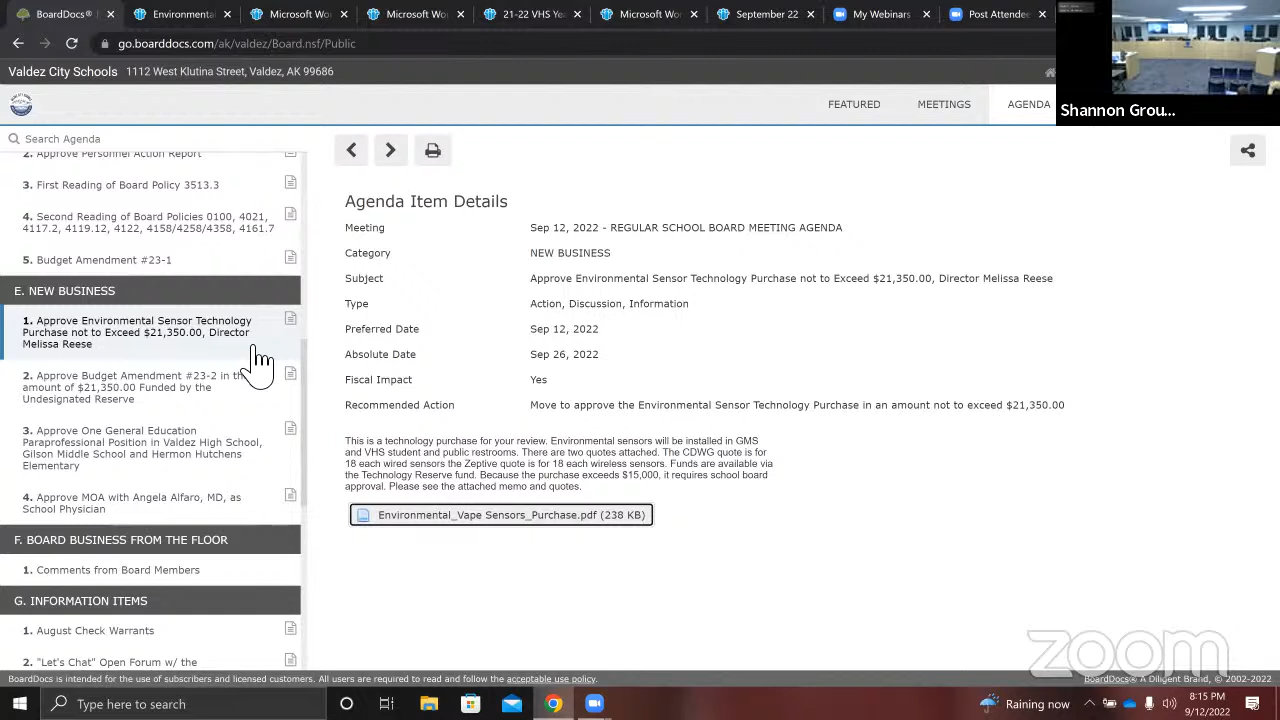 BoardDocs®
Environmental
Microsoft Wo
Microsoft Wo
21-22 U16 Ye
Microsoft Wo
September 22
My Webinars
Post Attendee
go.boarddocs.com/ak/valdez/Board.nsf/Public
Valdez City Schools 1112 West Klutina Street, Valdez, AK 99686
FEATURED MEETINGS AGENDA
Shannon Grou...
Search Agenda
2. Approve Personnel Action Report
3. First Reading of Board Policy 3513.3
4. Second Reading of Board Policies 0100, 4021,
4117.2, 4119.12, 4122, 4158/4258/4358, 4161.7
5. Budget Amendment #23-1
E. NEW BUSINESS
1. Approve Environmental Sensor Technology
Purchase not to Exceed $21,350.00, Director
Melissa Reese
2. Approve Budget Amendment #23-2 in the
amount of $21,350.00 Funded by the
Undesignated Reserve
3. Approve One General Education
Paraprofessional Position in Valdez High School,
Gilson Middle School and Hermon Hutchens
Elementary
4. Approve MOA with Angela Alfaro, MD, as
School Physician
F. BOARD BUSINESS FROM THE FLOOR
1. Comments from Board Members
G. INFORMATION ITEMS
1. August Check Warrants
2. "Let's Chat" Open Forum w/ the
Agenda Item Details
Meeting Sep 12, 2022 - REGULAR SCHOOL BOARD MEETING AGENDA
Category NEW BUSINESS
Subject Approve Environmental Sensor Technology Purchase not to Exceed $21,350.00, Director Melissa Reese
Type Action, Discussion, Information
Preferred Date Sep 12, 2022
Absolute Date Sep 26, 2022
Fiscal Impact Yes
Recommended Action Move to approve the Environmental Sensor Technology Purchase in an amount not to exceed $21,350.00
This is a technology purchase for your review. Environmental sensors will be installed in GMS
and VHS student and public restrooms. There are two quotes attached. The CDWG quote is for
18 each wired sensors the Zeptive quote is for 18 each wireless sensors. Funds are available via
the Technology Reserve fund. Because the purchase exceeds $15,000, it requires school board
approval. Please see the attached memo and quotes.
Environmental_Vape Sensors_Purchase.pdf (238 KB)
zoom
BoardDocs is intended for the use of subscribers and licensed customers. All users are required to read and follow the acceptable use policy. BoardDocs® A Diligent Brand, © 2002-2022
Type here to search
Raining now
8:15 PM
9/12/2022